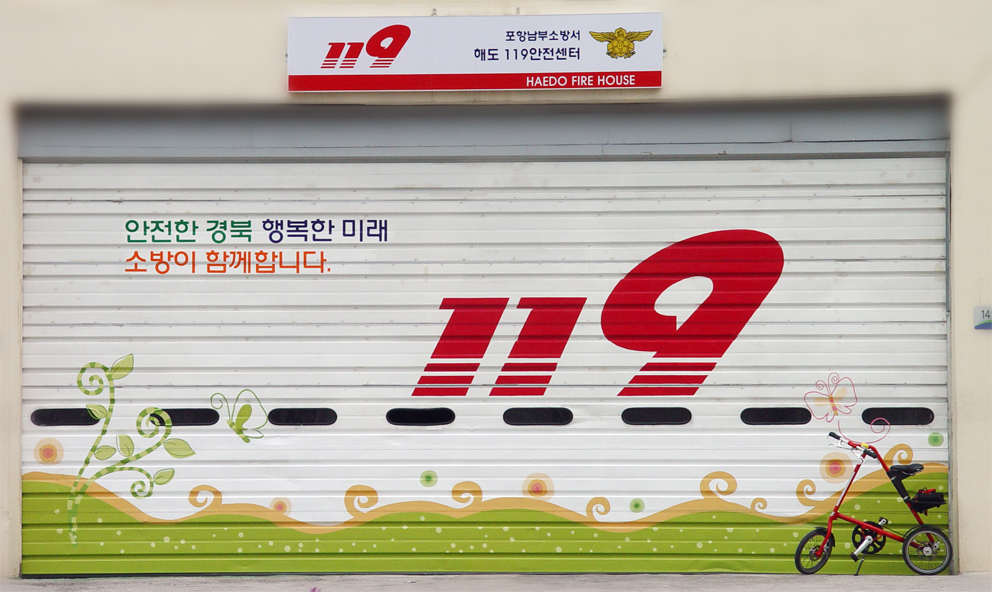 119
포항남부소방서
해도 119안전센터
HAEDO FIRE HOUSE
안전한 경북 행복한 미래
소방이 함께합니다.
119